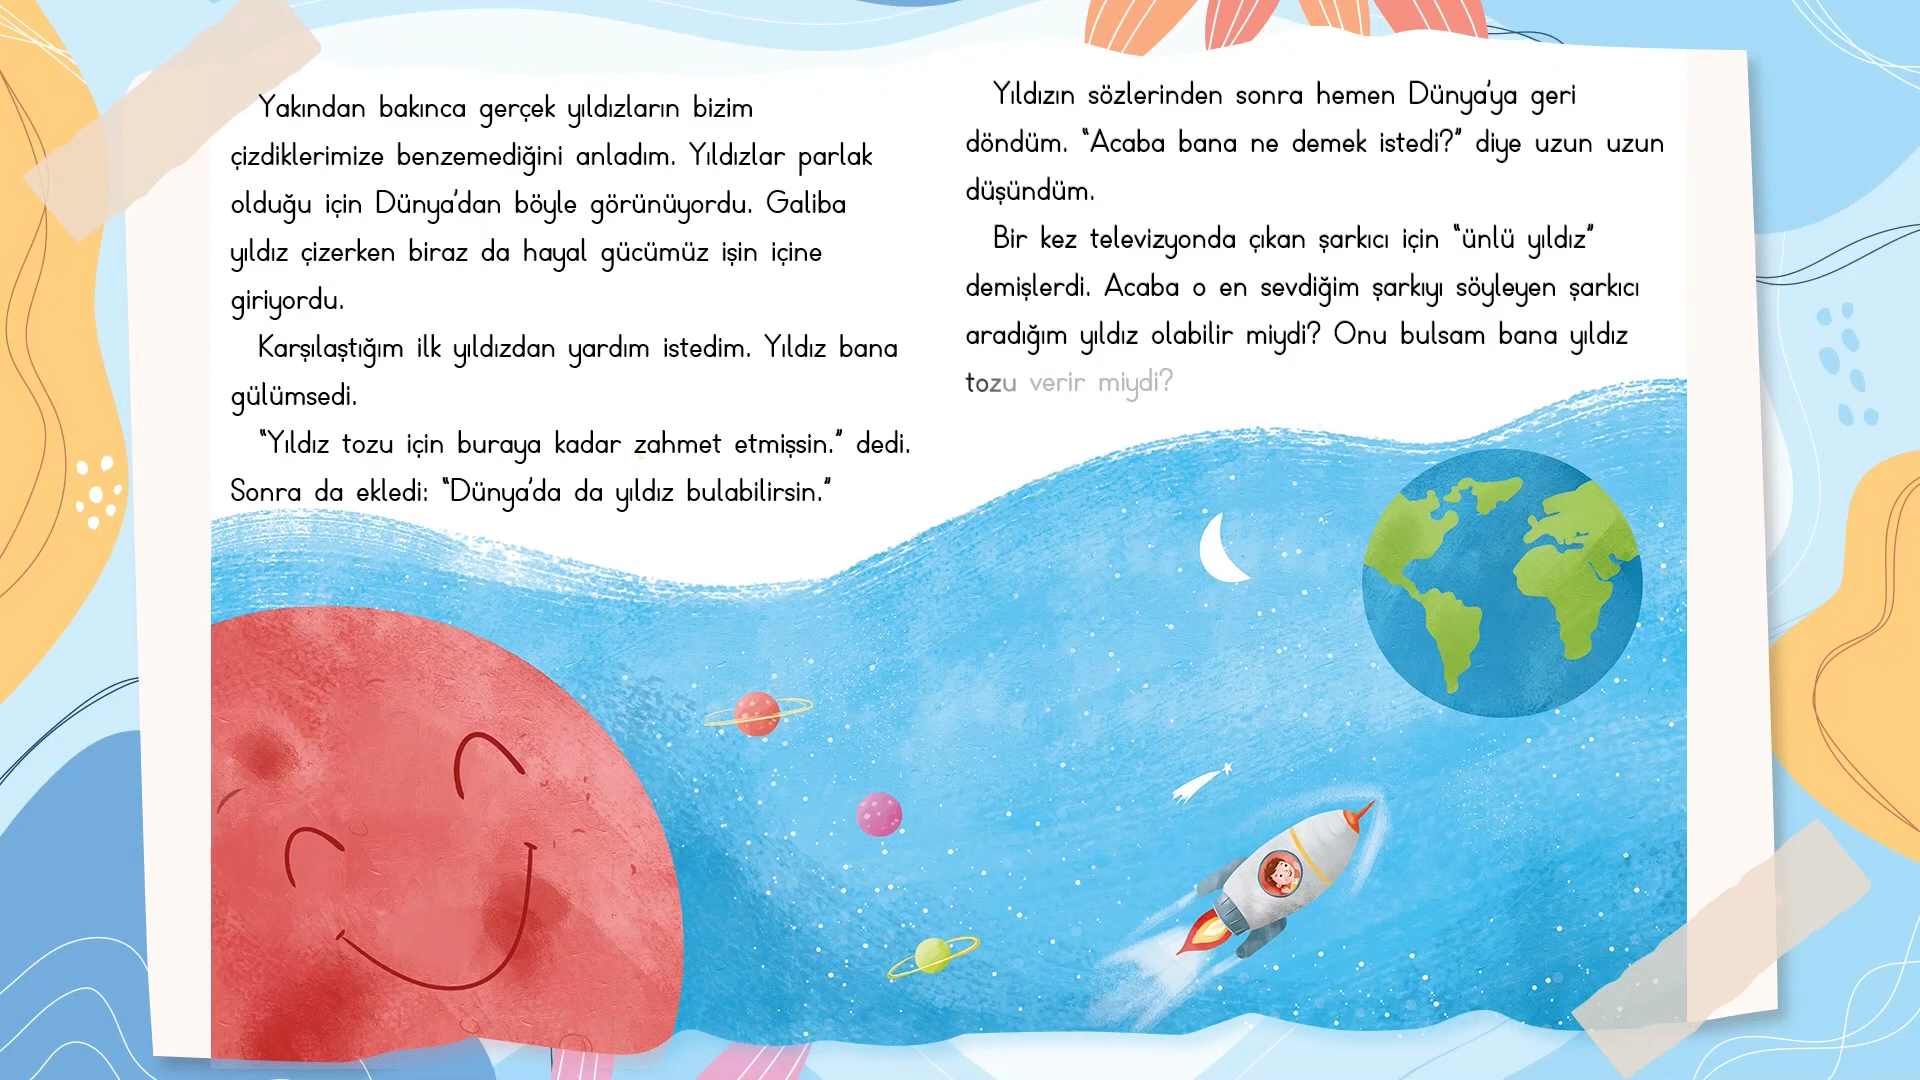 Yakından bakınca gerçek yıldızların bizim
çizdiklerimize benzemediğini anladım. Yıldızlar parlak
olduğu için Dünya'dan böyle görünüyordu. Galiba
yıldız çizerken biraz da hayal gücümüz işin içine
giriyordu.
Karşılaştığım ilk yıldızdan yardım istedim. Yıldız bana
gülümsedi.
"Yıldız tozu için buraya kadar zahmet etmişsin." dedi.
Sonra da ekledi: "Dünya'da da yıldız bulabilirsin."
Yıldızın sözlerinden sonra hemen Dünya'ya geri
döndüm. "Acaba bana ne demek istedi?" diye uzun uzun
düşündüm.
Bir kez televizyonda çıkan şarkıcı için "ünlü yıldız"
demişlerdi. Acaba o en sevdiğim şarkıyı söyleyen şarkıcı
aradığım yıldız olabilir miydi? Onu bulsam bana yıldız
tozu verir miydi?